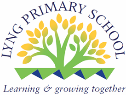 LYNG PRIMARY SCHOOL
Learning & growing together